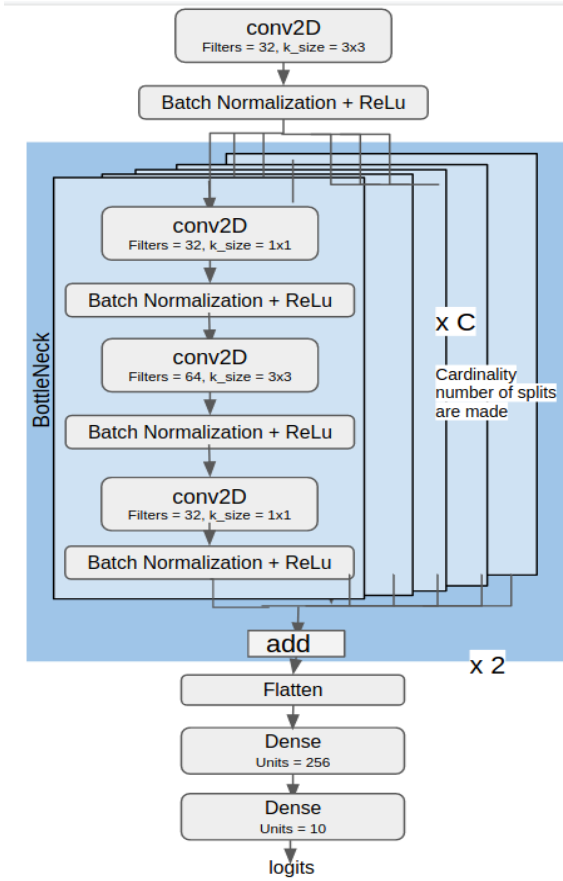 conv2D
Filters = 32, k_size = 3x3
Batch Normalization + ReLu
BottleNeck
conv2D
Filters = 32, k_size = 1x1
Batch Normalization + ReLu
conv2D
Filters = 64, k_size = 3x3
Batch Normalization + ReLu
conv2D
Filters = 32, k_size = 1x1
Batch Normalization + ReLu
x C
Cardinality
number of splits
are made
add
x 2
Flatten
Dense
Units = 256
Dense
Units = 10
logits